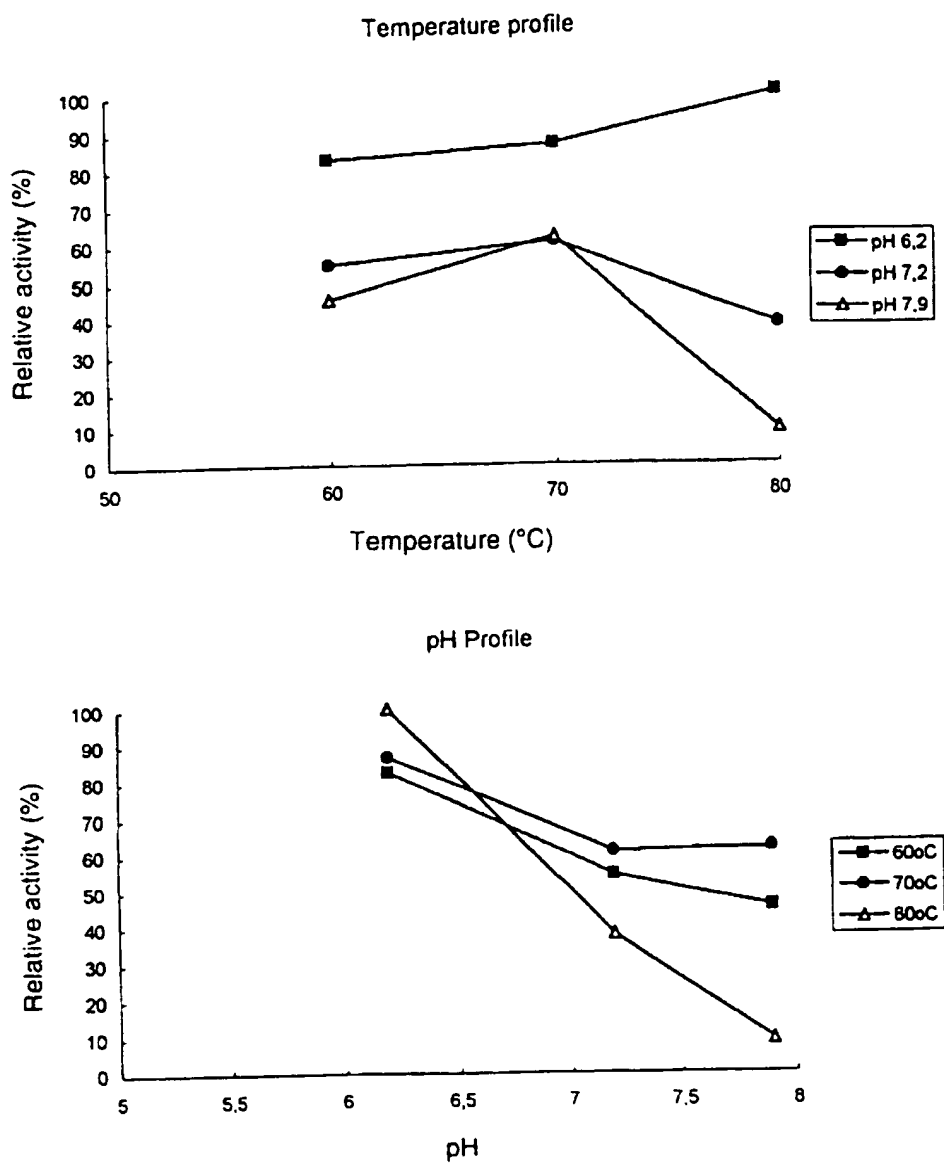 Temperature profile
Relative activity (%)
100
90
80
70
60
50
40
30
20
10
0
50
60
70
80
Temperature (°C)
pH 6,2
pH 7,2
pH 7,9
pH Profile
Relative activity (%)
100
90
80
70
60
50
40
30
20
10
0
5
5,5
6
6,5
7
7,5
8
pH
60oC
70oC
80oC